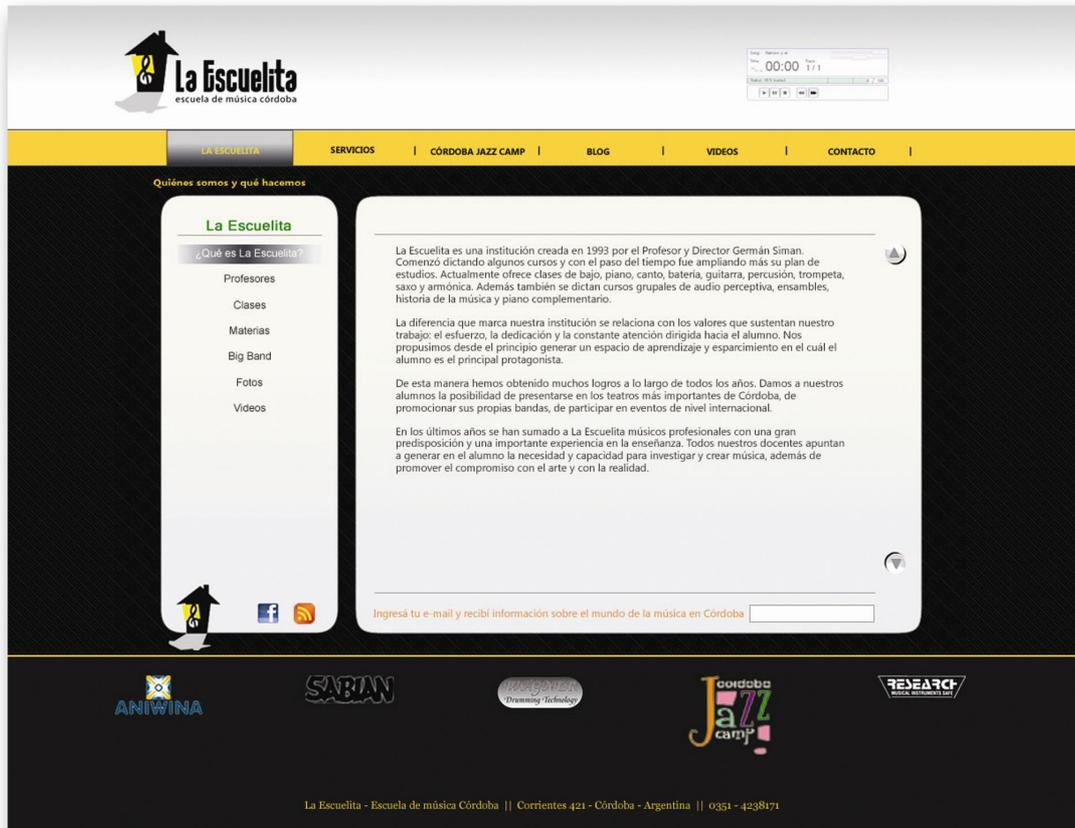 La Escuelita
escuela de música córdoba
00:00
1 / 1
LA ESCUELITA
SERVICIOS | CÓRDOBA JAZZ CAMP | BLOG | VIDEOS | CONTACTO |
Quiénes somos y qué hacemos
La Escuelita
¿Qué es La Escuelita?
Profesores
Clases
Materias
Big Band
Fotos
Videos
La Escuelita es una institución creada en 1993 por el Profesor y Director Germán Siman.
Comenzó dictando algunos cursos y con el paso del tiempo fue ampliando más su plan de
estudios. Actualmente ofrece clases de bajo, piano, canto, batería, guitarra, percusión, trompeta,
saxo y armónica. Además también se dictan cursos grupales de audio perceptiva, ensambles,
historia de la música y piano complementario.
La diferencia que marca nuestra institución se relaciona con los valores que sustentan nuestro
trabajo: el esfuerzo, la dedicación y la constante atención dirigida hacia el alumno. Nos
propusimos desde el principio generar un espacio de aprendizaje y esparcimiento en el cuál el
alumno es el principal protagonista.
De esta manera hemos obtenido muchos logros a lo largo de todos los años. Damos a nuestros
alumnos la posibilidad de presentarse en los teatros más importantes de Córdoba, de
promocionar sus propias bandas, de participar en eventos de nivel internacional.
En los últimos años se han sumado a La Escuelita músicos profesionales con una gran
predisposición y una importante experiencia en la enseñanza. Todos nuestros docentes apuntan
a generar en el alumno la necesidad y capacidad para investigar y crear música, además de
promover el compromiso con el arte y con la realidad.
Ingresá tu e-mail y recibí información sobre el mundo de la música en Córdoba
ANIWINA
SABIAN
Drumming Technology
cordoba
Jazz
camp
RESEARCH
MUSICAL INSTRUMENTS SAFE
La Escuelita - Escuela de música Córdoba || Corrientes 421 - Córdoba - Argentina || 0351 - 4238171